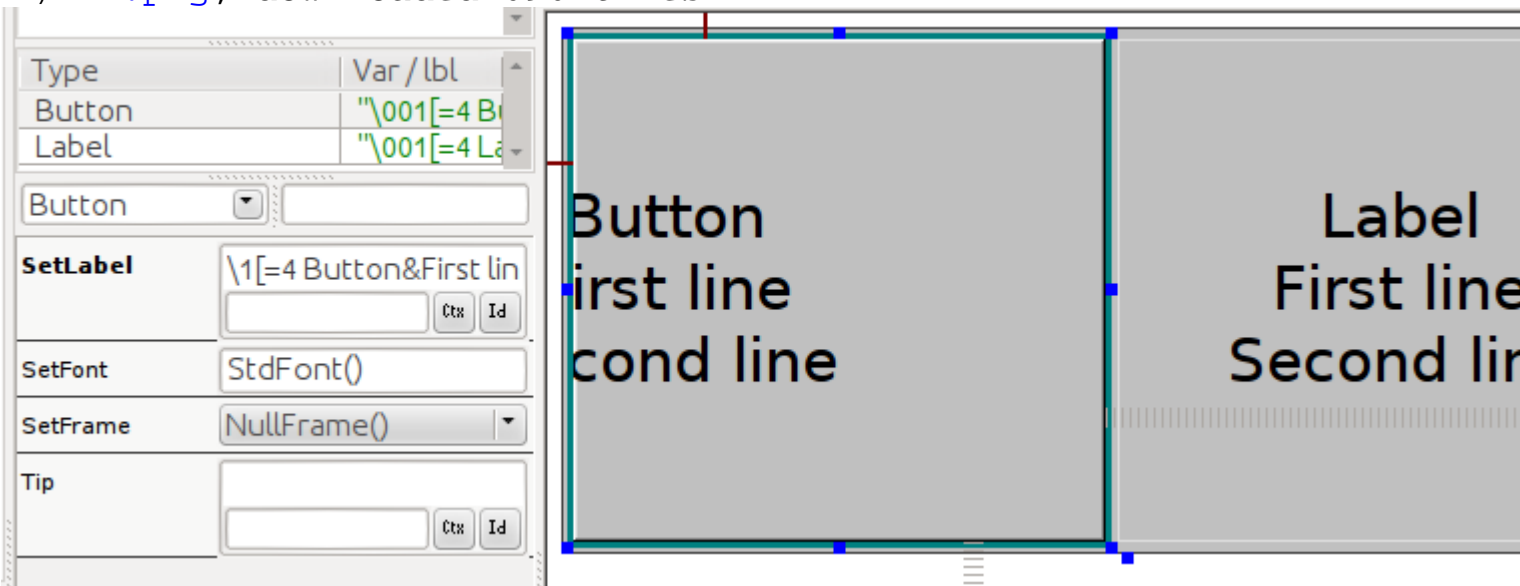 Type Var / lbl
Button "\001[=4 Bu
Label "\001[=4 La
Button
SetLabel \1[=4 Button&First lin
Ctx Id
SetFont StdFont()
SetFrame NullFrame()
Tip
Ctx Id
Button
irst line
cond line
Label
First line
Second lin